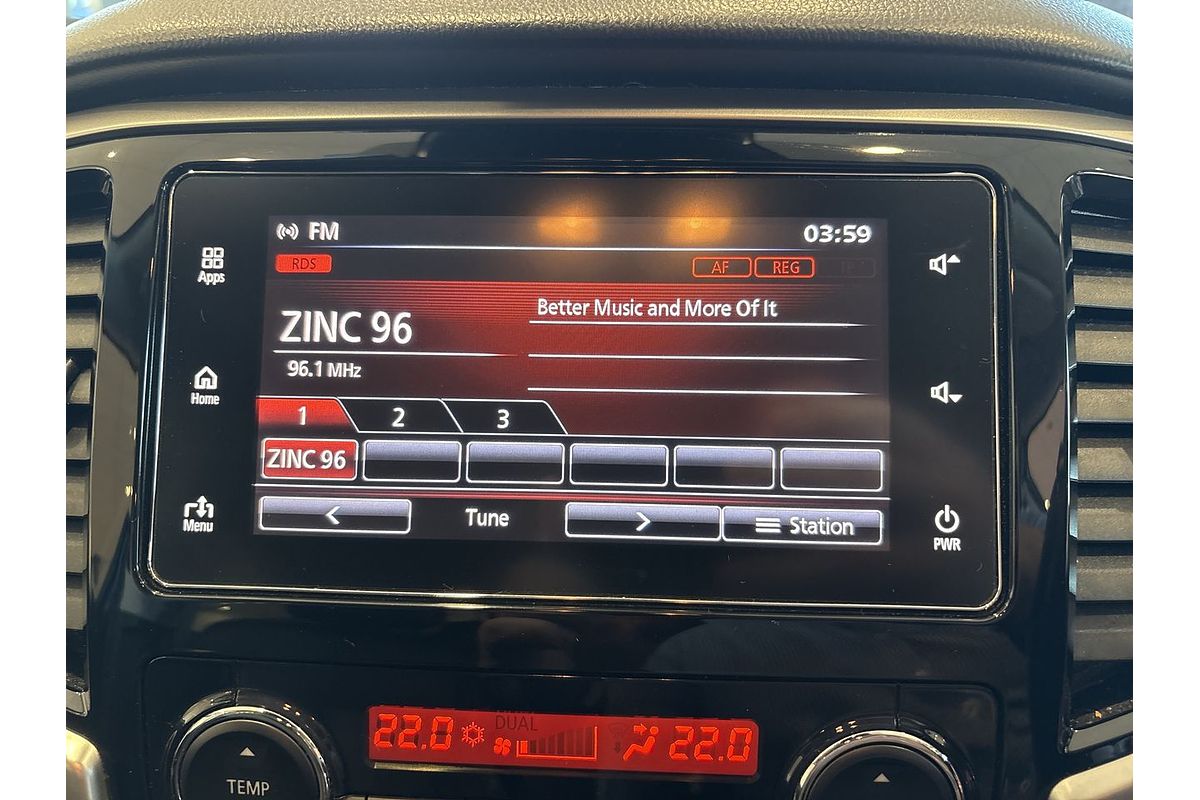 FM
03:59
RDS
AF
REG
TP
Apps
ZINC 96
Better Music and More Of It
96.1 MHz
Home
1
2
3
ZINC 96
Menu
Tune
Station
PWR
22.0
DUAL
22.0
TEMP